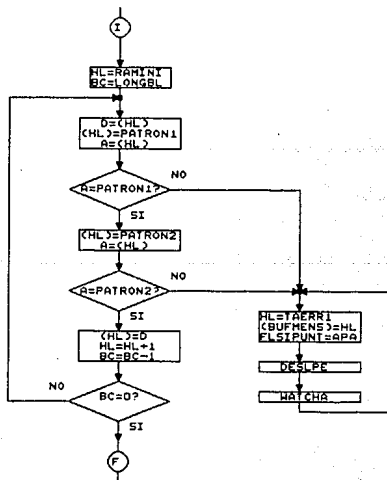 I
HL=RAMINI
BC=LONGBL
D=(HL)
(HL)=PATRON1
A=(HL)
A=PATRON1?
NO
SI
(HL)=PATRON2
A=(HL)
A=PATRON2?
NO
SI
(HL)=D
HL=HL+1
BC=BC-1
HL=TAERR1
(BUFMENS)=HL
FLSIPUNT=APA
DESLPE
WATCHA
NO
BC=0?
SI
F